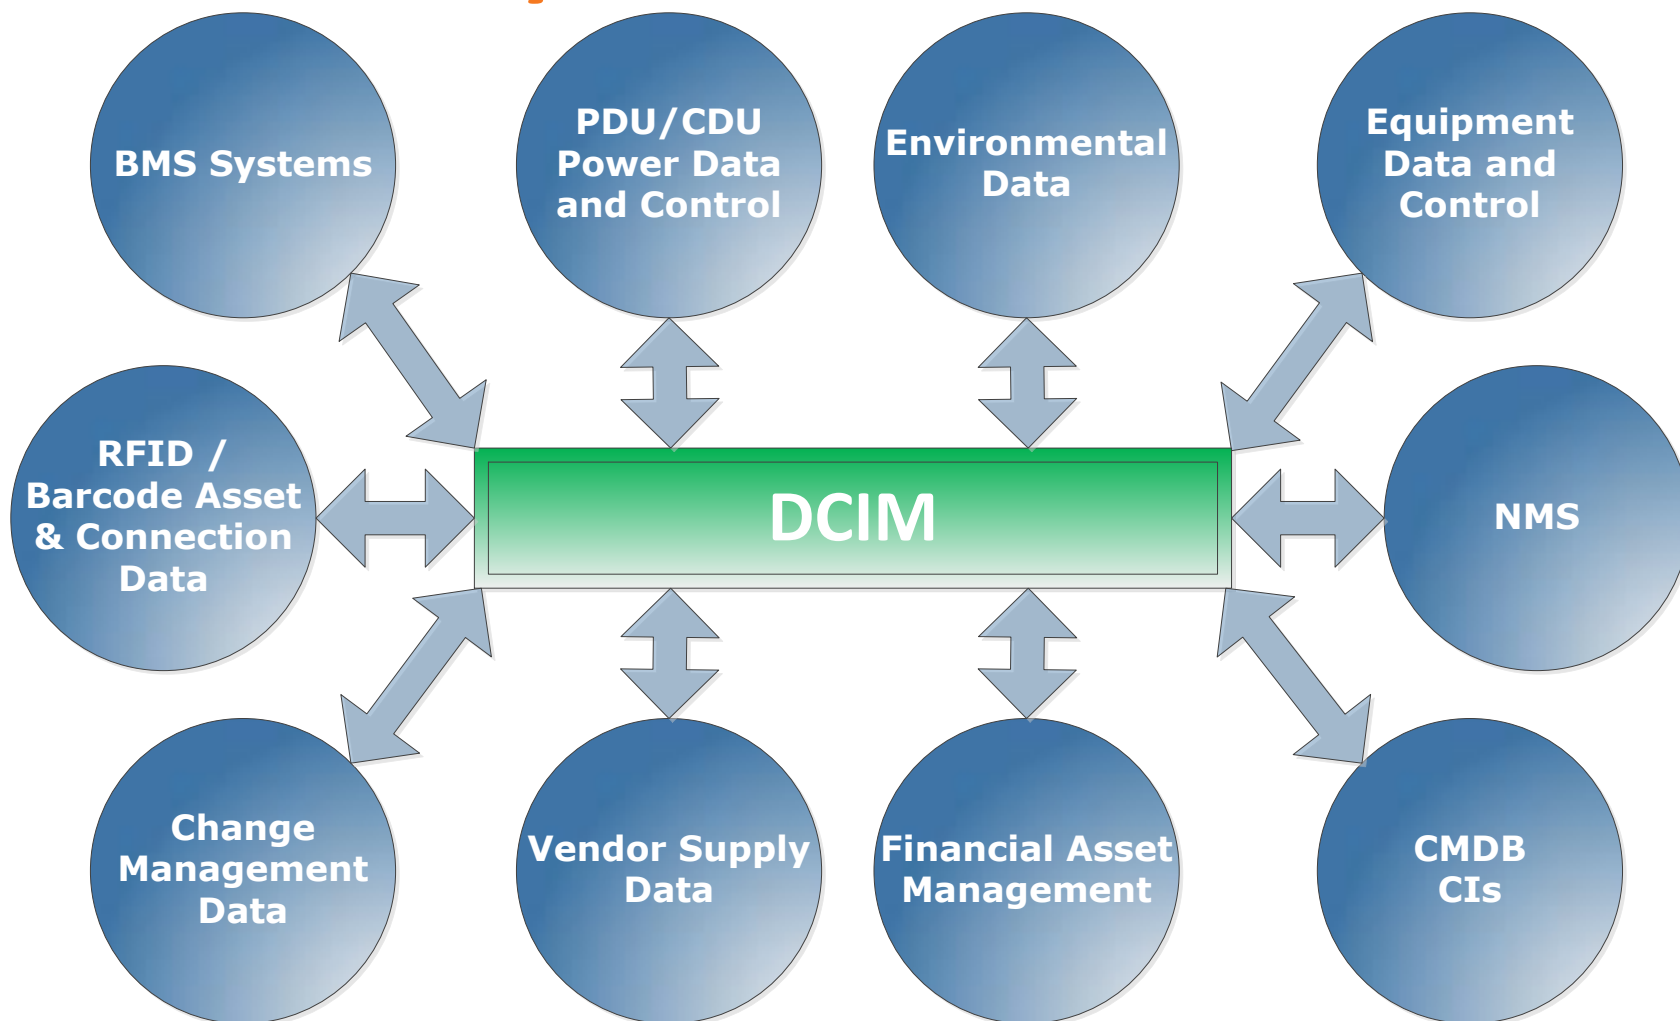 BMS Systems
PDU/CDU
Power Data
and Control
Environmental
Data
Equipment
Data and
Control
RFID /
Barcode Asset
& Connection
Data
DCIM
NMS
Change
Management
Data
Vendor Supply
Data
Financial Asset
Management
CMDB
CIs